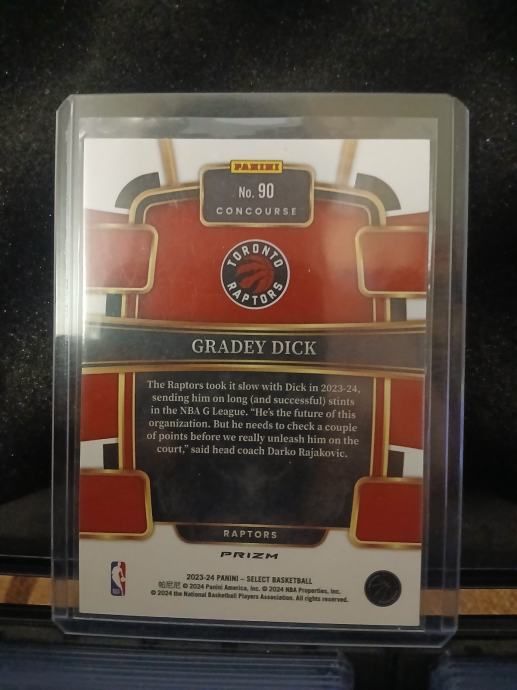 PANINI
No. 90
CONCOURSE
TORONTO
RAPTORS
GRADEY DICK
The Raptors took it slow with Dick in 2023-24,
sending him on long (and successful) stints
in the NBA G League. “He’s the future of this
organization. But he needs to check a couple
of points before we really unleash him on the
court,” said head coach Darko Rajakovic.
RAPTORS
PRIZM
2023-24 PANINI – SELECT BASKETBALL
帕尼尼 © 2024 Panini America, Inc. © 2024 NBA Properties, Inc.
© 2024 the National Basketball Players Association. All rights reserved.